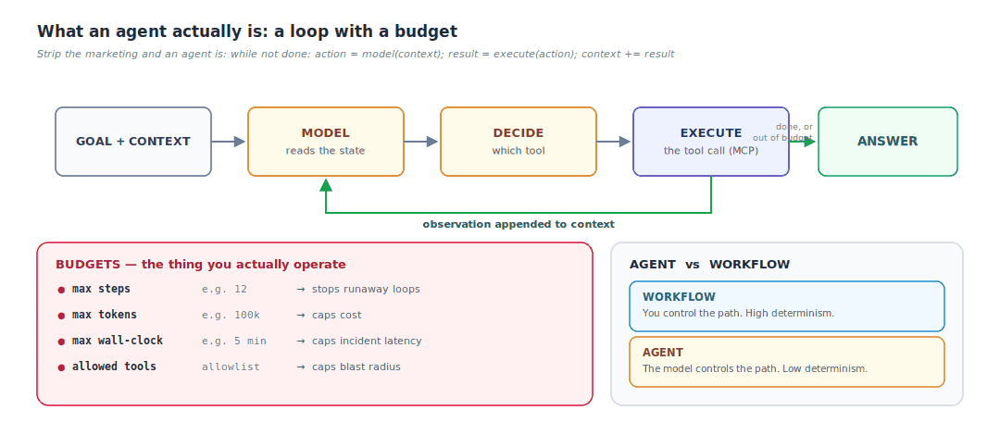 What an agent actually is: a loop with a budget
Strip the marketing and an agent is: while not done: action = model(context); result = execute(action); context += result
GOAL + CONTEXT
MODEL
reads the state
DECIDE
which tool
EXECUTE
the tool call (MCP)
done, or
out of budget
ANSWER
observation appended to context
BUDGETS — the thing you actually operate
● max steps e.g. 12 → stops runaway loops
● max tokens e.g. 100k → caps cost
● max wall-clock e.g. 5 min → caps incident latency
● allowed tools allowlist → caps blast radius
AGENT vs WORKFLOW
WORKFLOW
You control the path. High determinism.
AGENT
The model controls the path. Low determinism.